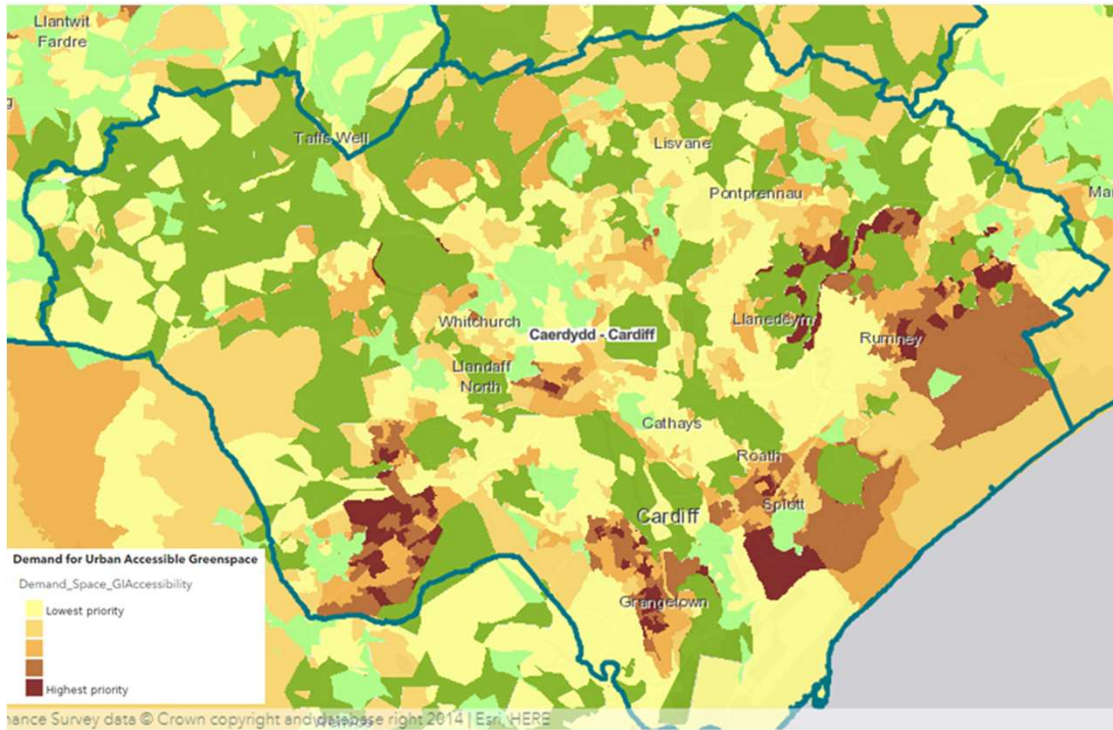 Llantwit
Fardre
g
Taffs Well
Lisvane
Pontprennau
Ma
Whitchurch
Llanedeyrn
Rumney
Caerdydd - Cardiff
Llandaff
North
Cathays
Roath
Splott
Cardiff
Grangetown
Demand for Urban Accessible Greenspace
Demand_Space_GIAccessibility
Lowest priority
Highest priority
nance Survey data © Crown copyright and database right 2014 | Esri, HERE